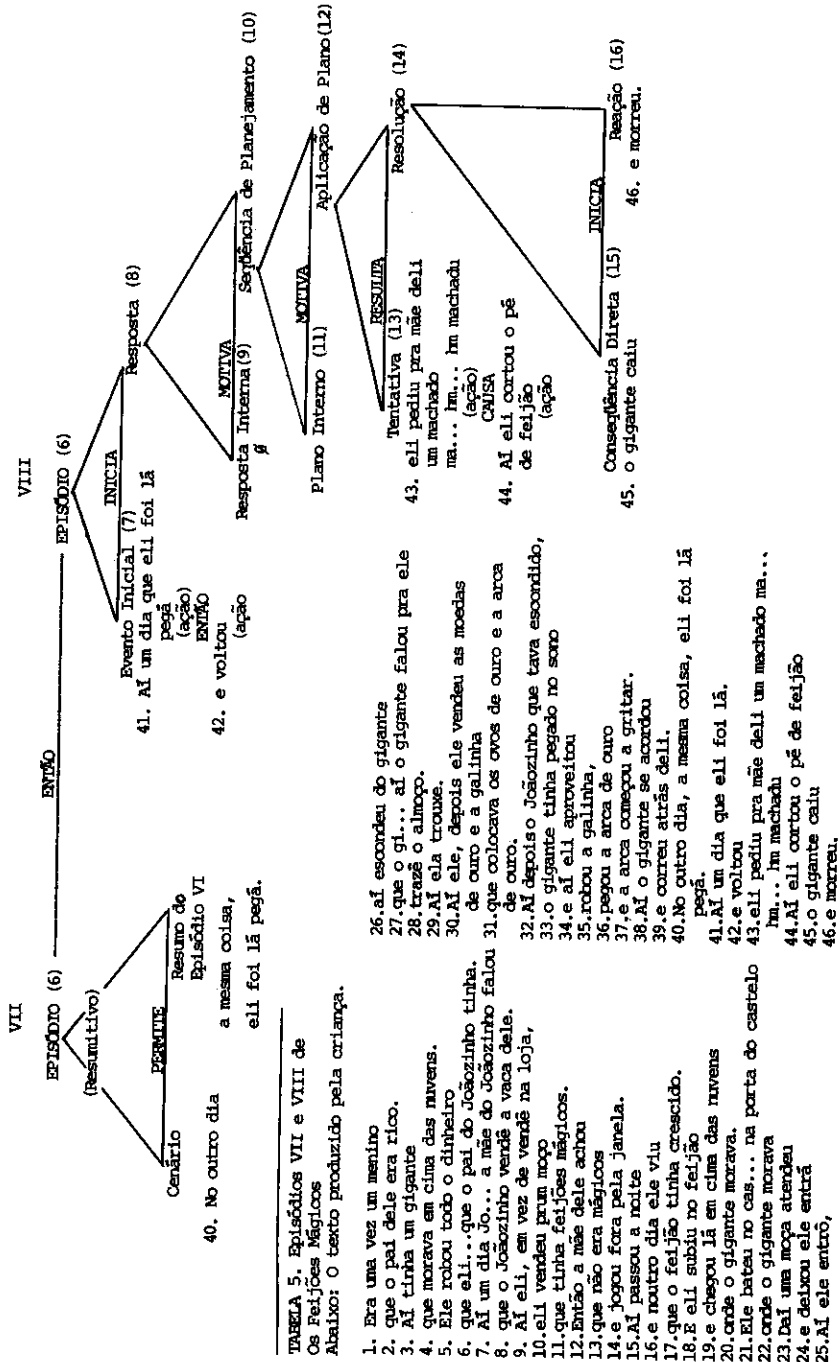 VII
EPISÓDIO (6)
(Resumitivo)
PERMITE
Cenário
Resumo do
Episódio VI
40. No outro dia
a mesma coisa,
eli foi lá pegá.
ENTÃO
VIII
EPISÓDIO (6)
INICIA
Evento Inicial (7)
41. Aí um dia que eli foi lá
pegá
(ação)
ENTÃO
42. e voltou
(ação
Resposta (8)
MOTIVA
Resposta Interna(9)
ø
Seqüência de Planejamento (10)
MOTIVA
Plano Interno (11)
Aplicação de Plano(12)
RESULTA
Tentativa (13)
43. eli pediu pra mãe deli
um machado
ma... hm... hm machadu
(ação)
CAUSA
44. Aí eli cortou o pé
de feijão
(ação
Resolução (14)
INICIA
Conseqüência Direta (15)
45. o gigante caiu
Reação (16)
46. e morreu.
TABELA 5. Episódios VII e VIII de
Os Feijões Mágicos
Abaixo: O texto produzido pela criança.
1. Era uma vez um menino
2. que o pai dele era rico.
3. Aí tinha um gigante
4. que morava em cima das nuvens.
5. Ele robou todo o dinheiro
6. que eli...que o pai do Joãozinho tinha.
7. Aí um dia Jo... a mãe do Joãozinho falou
8. que o Joãozinho vendê a vaca dele.
9. Aí eli, em vez de vendê na loja,
10.eli vendeu prum moço
11.que tinha feijões mágicos.
12.Então a mãe dele achou
13.que não era mágicos
14.e jogou fora pela janela.
15.Aí passou a noite
16.e noutro dia ele viu
17.que o feijão tinha crescido.
18.E eli subiu no feijão
19.e chegou lá em cima das nuvens
20.onde o gigante morava.
21.Ele bateu no cas... na porta do castelo
22.onde o gigante morava
23.Daí uma moça atendeu
24.e deixou ele entrá
25.Aí ele entrô,
26.aí escondeu do gigante
27.que o gi... aí o gigante falou pra ele
28.trazê o almoço.
29.Aí ela trouxe.
30.Aí ele, depois ele vendeu as moedas
de ouro e a galinha
31.que colocava os ovos de ouro e a arca
de ouro.
32.Aí depois o Joãozinho que tava escondido,
33.o gigante tinha pegado no sono
34.e aí eli aproveitou
35.robou a galinha,
36.pegou a arca de ouro
37.e a arca começou a gritar.
38.Aí o gigante se acordou
39.e correu atrás deli.
40.No outro dia, a mesma coisa, eli foi lá
pegá.
41.Aí um dia que eli foi lá.
42.e voltou
43.eli pediu pra mãe deli um machado ma...
hm... hm machadu
44.Aí eli cortou o pé de feijão
45.o gigante caiu
46.e morreu.